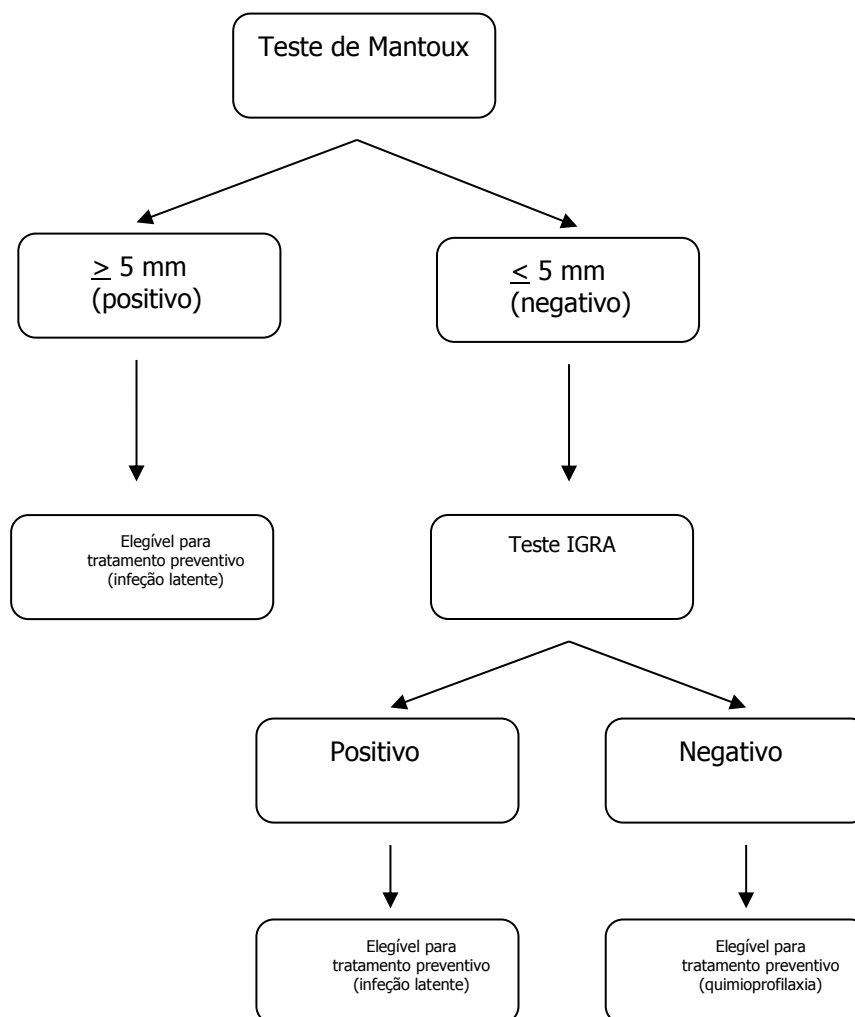 Teste de Mantoux
≥ 5 mm
(positivo)
≤ 5 mm
(negativo)
Elegível para
tratamento preventivo
(infeção latente)
Teste IGRA
Positivo
Negativo
Elegível para
tratamento preventivo
(infeção latente)
Elegível para
tratamento preventivo
(quimioprofilaxia)